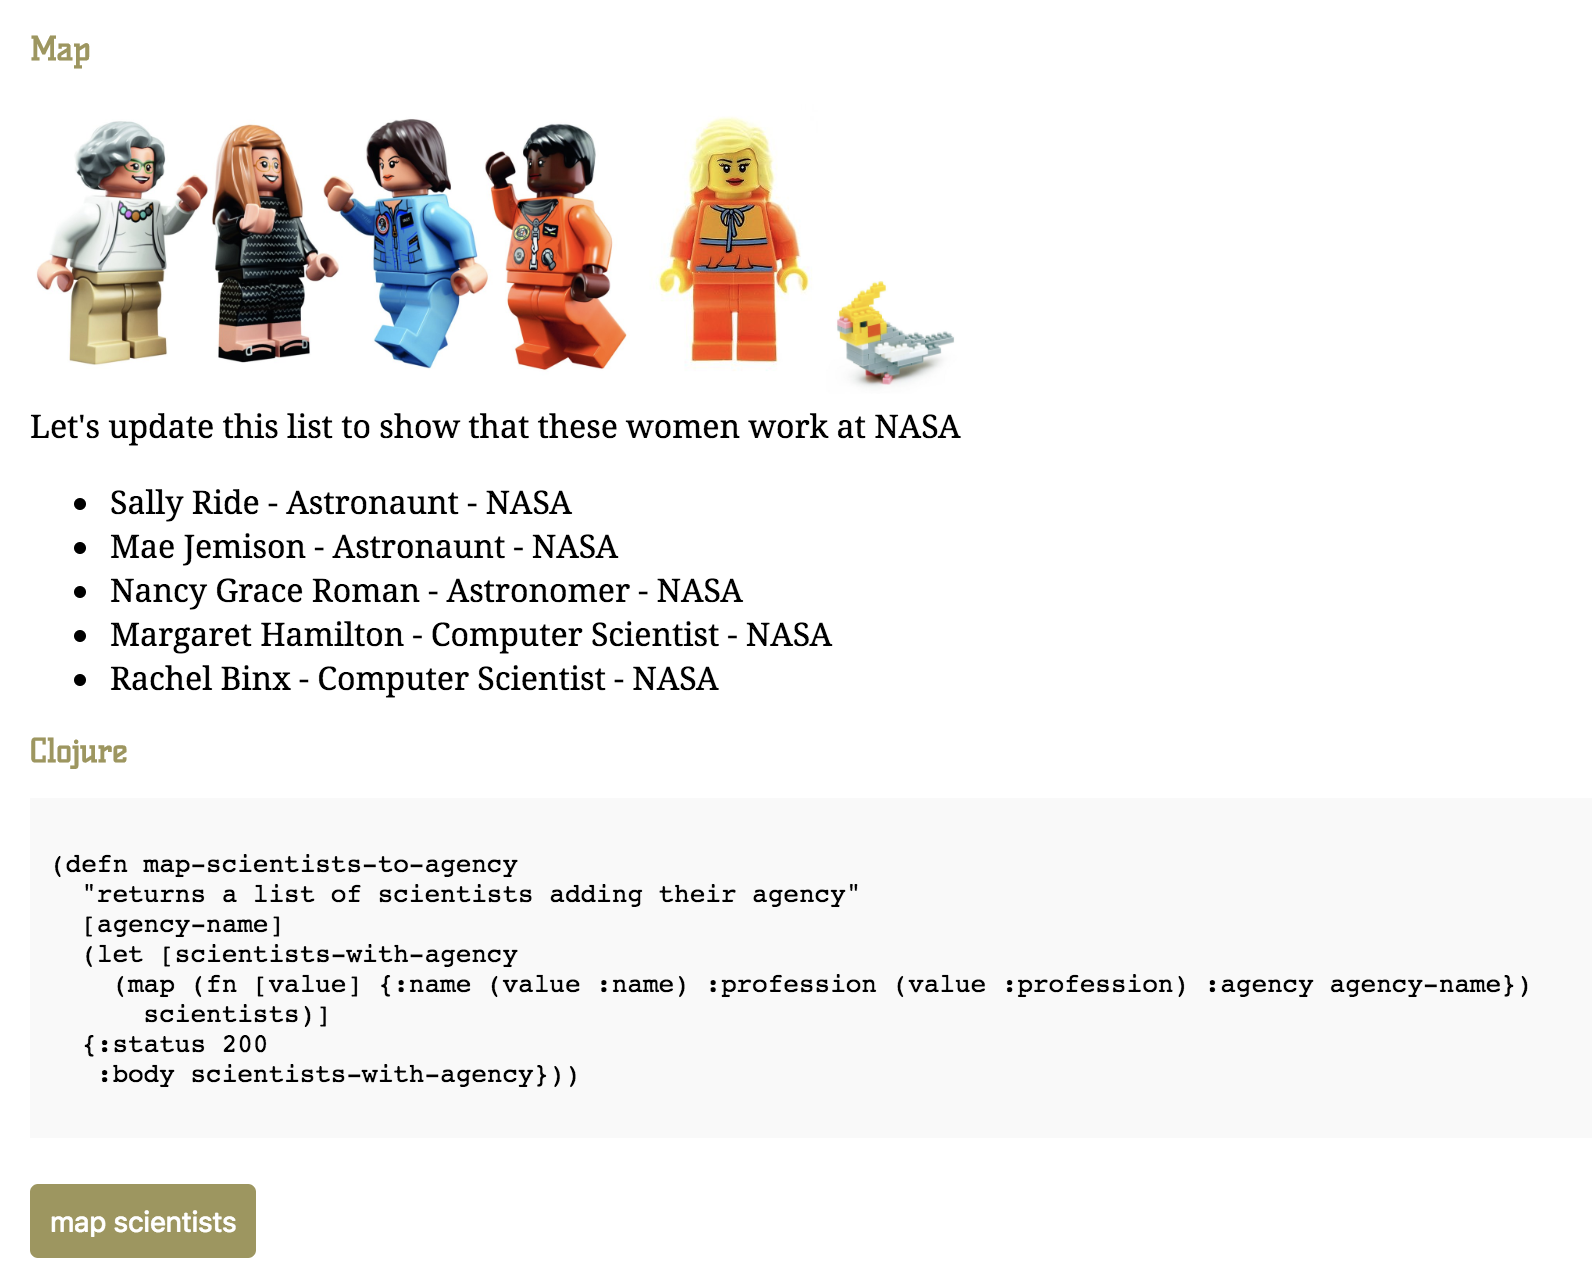 Map
Let's update this list to show that these women work at NASA
• Sally Ride - Astronaunt - NASA
• Mae Jemison - Astronaunt - NASA
• Nancy Grace Roman - Astronomer - NASA
• Margaret Hamilton - Computer Scientist - NASA
• Rachel Binx - Computer Scientist - NASA
Clojure
(defn map-scientists-to-agency
  "returns a list of scientists adding their agency"
  [agency-name]
  (let [scientists-with-agency
    (map (fn [value] {:name (value :name) :profession (value :profession) :agency agency-name})
      scientists)]
  {:status 200
   :body scientists-with-agency}))
map scientists